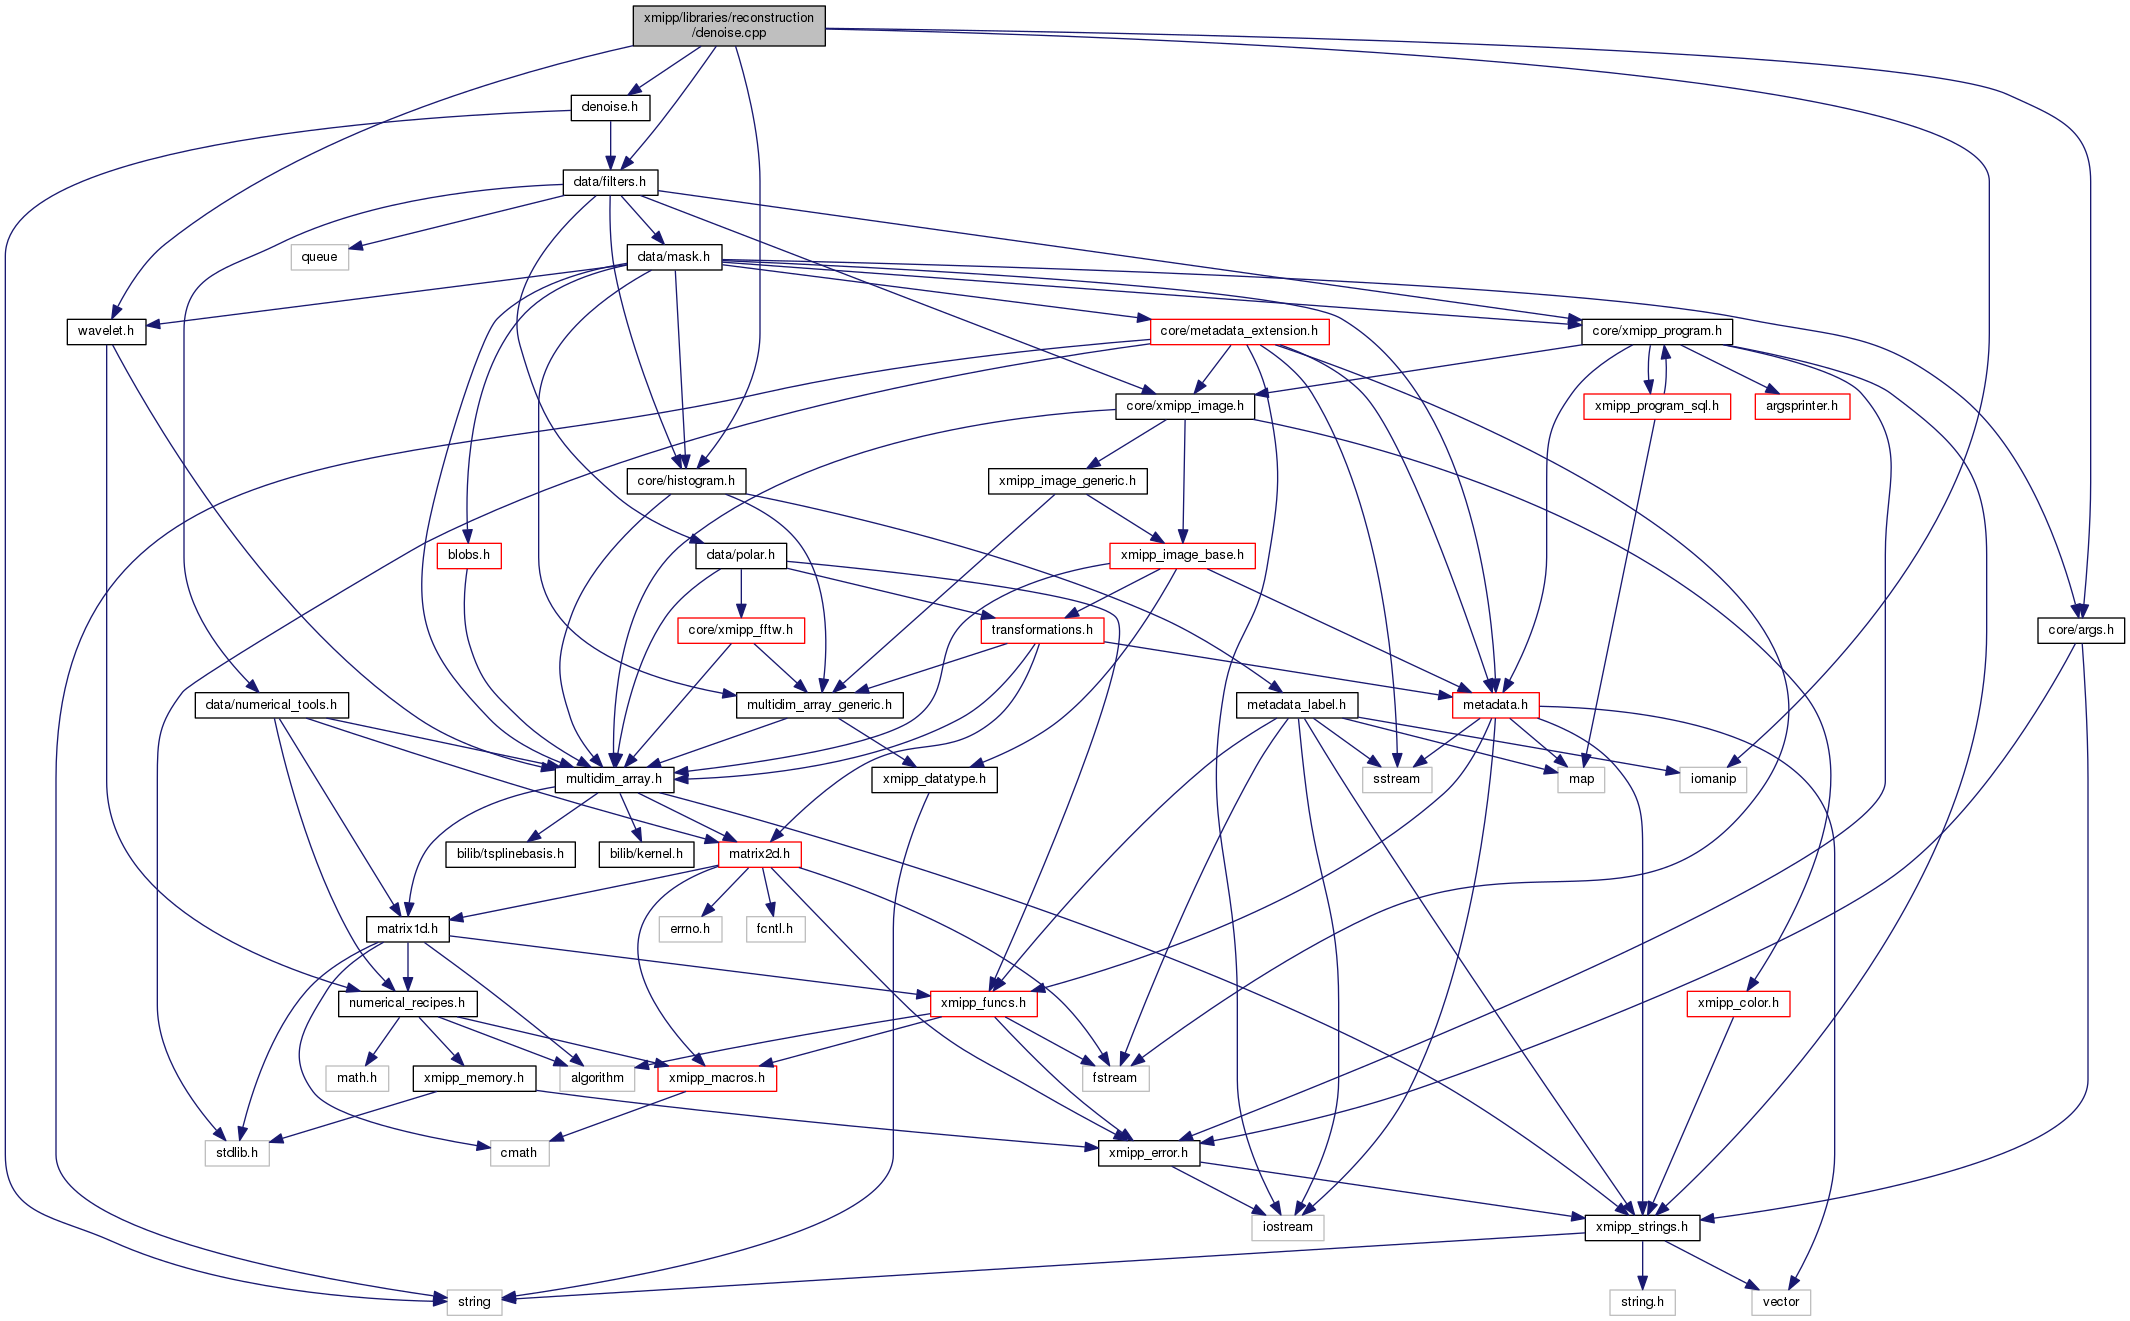 xmipp/libraries/reconstruction
/denoise.cpp
denoise.h
data/filters.h
queue
data/mask.h
wavelet.h
core/metadata_extension.h
core/xmipp_program.h
core/xmipp_image.h
xmipp_program_sql.h
argsprinter.h
core/histogram.h
xmipp_image_generic.h
blobs.h
data/polar.h
xmipp_image_base.h
core/xmipp_fftw.h
transformations.h
core/args.h
data/numerical_tools.h
multidim_array_generic.h
metadata_label.h
metadata.h
multidim_array.h
xmipp_datatype.h
sstream
map
iomanip
bilib/tsplinebasis.h
bilib/kernel.h
matrix2d.h
matrix1d.h
errno.h
fcntl.h
numerical_recipes.h
xmipp_funcs.h
xmipp_color.h
math.h
xmipp_memory.h
algorithm
xmipp_macros.h
fstream
stdlib.h
cmath
xmipp_error.h
iostream
xmipp_strings.h
string
string.h
vector